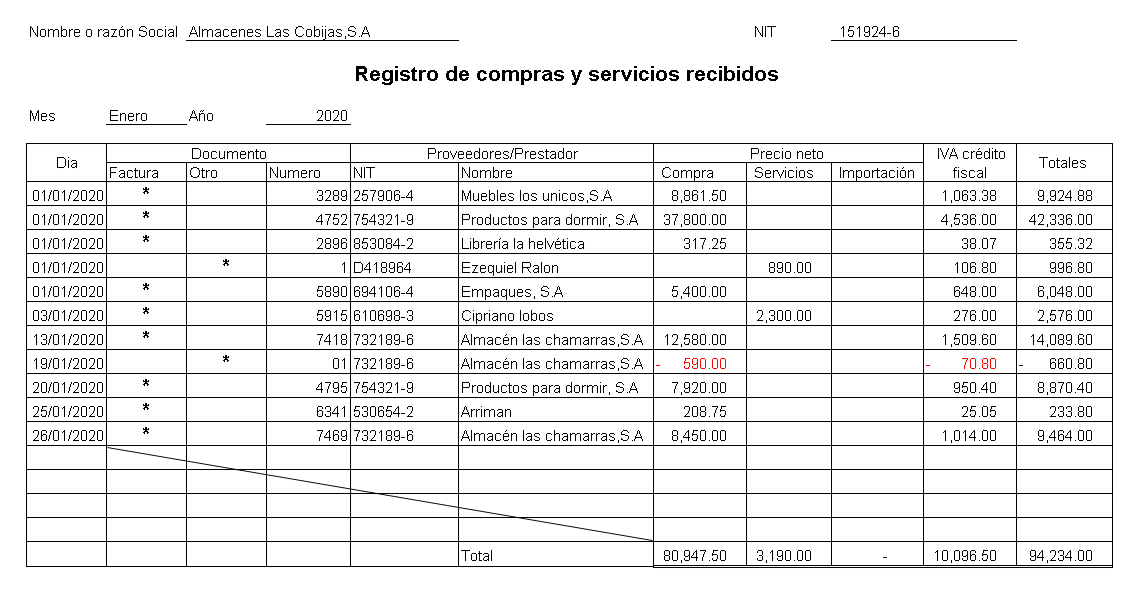 Nombre o razón Social Almacenes Las Cobijas,S.A NIT 151924-6
Registro de compras y servicios recibidos
Mes Enero Año 2020
Dia Documento Proveedores/Prestador Precio neto IVA crédito fiscal Totales
Factura Otro Numero NIT Nombre Compra Servicios Importación
01/01/2020 * 3289 257906-4 Muebles los unicos,S.A 8,861.50 1,063.38 9,924.88
01/01/2020 * 4752 754321-9 Productos para dormir, S.A 37,800.00 4,536.00 42,336.00
01/01/2020 * 2896 853084-2 Librería la helvética 317.25 38.07 355.32
01/01/2020 * 1 D418964 Ezequiel Ralon 890.00 106.80 996.80
01/01/2020 * 5890 694106-4 Empaques, S.A 5,400.00 648.00 6,048.00
03/01/2020 * 5915 610698-3 Cipriano lobos 2,300.00 276.00 2,576.00
13/01/2020 * 7418 732189-6 Almacén las chamarras,S.A 12,580.00 1,509.60 14,089.60
19/01/2020 * 01 732189-6 Almacén las chamarras,S.A - 590.00 - 70.80 - 660.80
20/01/2020 * 4795 754321-9 Productos para dormir, S.A 7,920.00 950.40 8,870.40
25/01/2020 * 6341 530654-2 Arriman 208.75 25.05 233.80
26/01/2020 * 7469 732189-6 Almacén las chamarras,S.A 8,450.00 1,014.00 9,464.00
Total 80,947.50 3,190.00 - 10,096.50 94,234.00